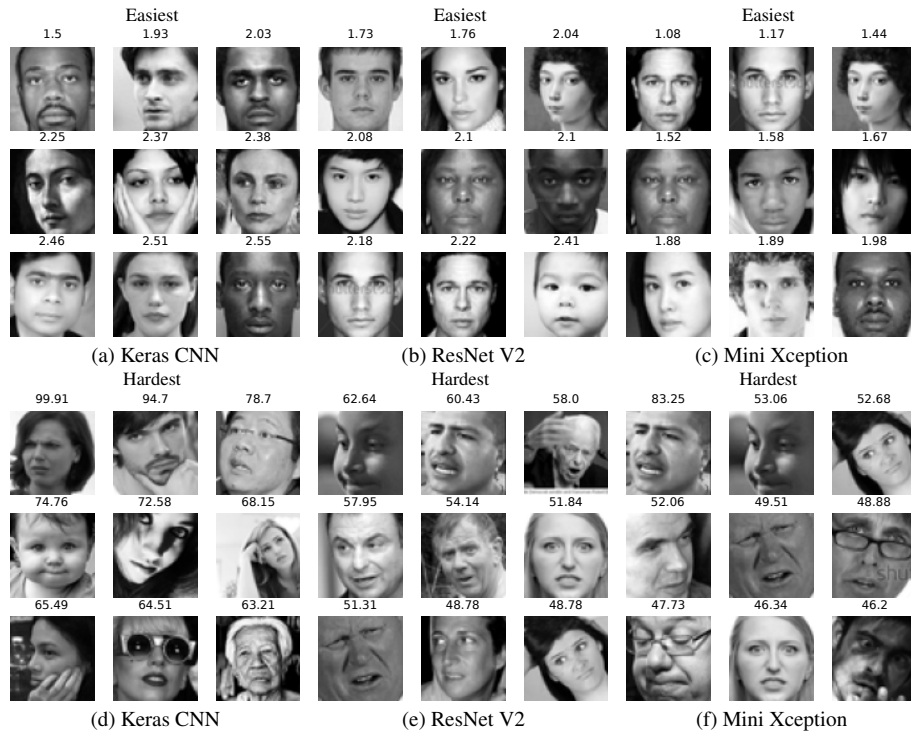 Easiest Easiest Easiest
1.5 1.93 2.03 1.73 1.76 2.04 1.08 1.17 1.44
2.25 2.37 2.38 2.08 2.1 2.1 1.52 1.58 1.67
2.46 2.51 2.55 2.18 2.22 2.41 1.88 1.89 1.98
(a) Keras CNN (b) ResNet V2 (c) Mini Xception
Hardest Hardest Hardest
99.91 94.7 78.7 62.64 60.43 58.0 83.25 53.06 52.68
74.76 72.58 68.15 57.95 54.14 51.84 52.06 49.51 48.88
shu
65.49 64.51 63.21 51.31 48.78 48.78 47.73 46.34 46.2
(d) Keras CNN (e) ResNet V2 (f) Mini Xception